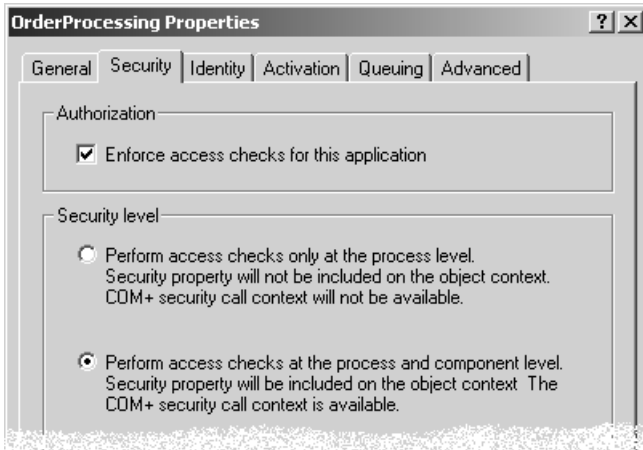 OrderProcessing Properties
General Security Identity Activation Queuing Advanced
Authorization
Enforce access checks for this application
Security level
Perform access checks only at the process level.
Security property will not be included on the object context.
COM+ security call context will not be available.
Perform access checks at the process and component level.
Security property will be included on the object context The
COM+ security call context is available.